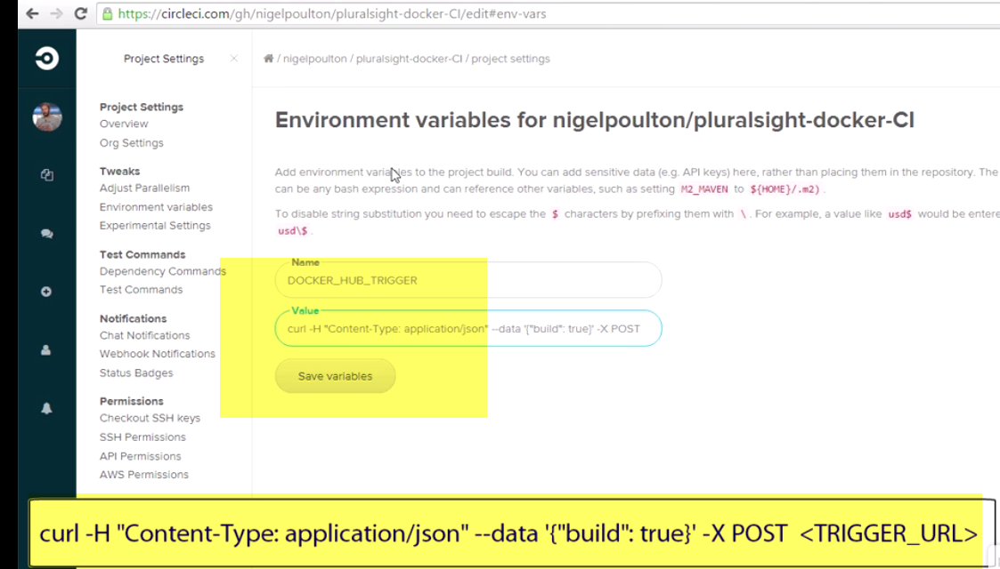 https://circleci.com/gh/nigelpoulton/pluralsight-docker-CI/edit#env-vars
Project Settings ×
/ nigelpoulton / pluralsight-docker-CI / project settings
Project Settings
Overview
Org Settings
Tweaks
Adjust Parallelism
Environment variables
Experimental Settings
Test Commands
Dependency Commands
Test Commands
Notifications
Chat Notifications
Webhook Notifications
Status Badges
Permissions
Checkout SSH keys
SSH Permissions
API Permissions
AWS Permissions
Environment variables for nigelpoulton/pluralsight-docker-CI
Add environment variables to the project build. You can add sensitive data (e.g. API keys) here, rather than placing them in the repository. The
can be any bash expression and can reference other variables, such as setting M2_MAVEN to ${HOME}/.m2) .
To disable string substitution you need to escape the $ characters by prefixing them with \ . For example, a value like usd$ would be entere
usd\$ .
Name
DOCKER_HUB_TRIGGER
Value
curl -H "Content-Type: application/json" --data '{"build": true}' -X POST
Save variables
curl -H "Content-Type: application/json" --data '{"build": true}' -X POST <TRIGGER_URL>